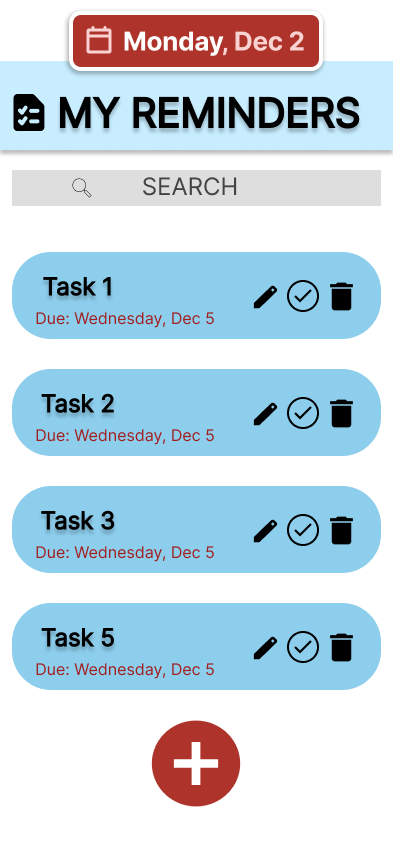 Monday, Dec 2
MY REMINDERS
SEARCH
Task 1
Due: Wednesday, Dec 5
Task 2
Due: Wednesday, Dec 5
Task 3
Due: Wednesday, Dec 5
Task 5
Due: Wednesday, Dec 5